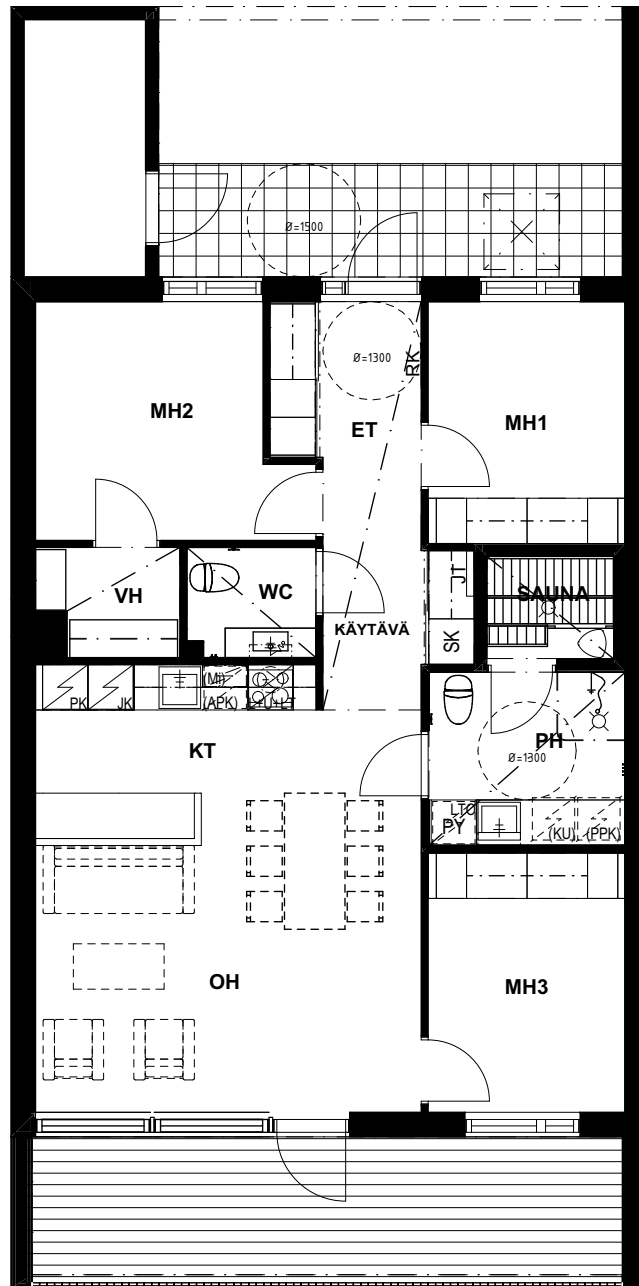 Ø=1500
Ø=1300
RK
MH2
ET
MH1
VH
WC
KÄYTÄVÄ
JT
SK
SAUNA
PK
JK
(MI)
(APK)
L+U+LT
KT
PH
Ø=1300
LTO
PY
(KU)
(PPK)
OH
MH3